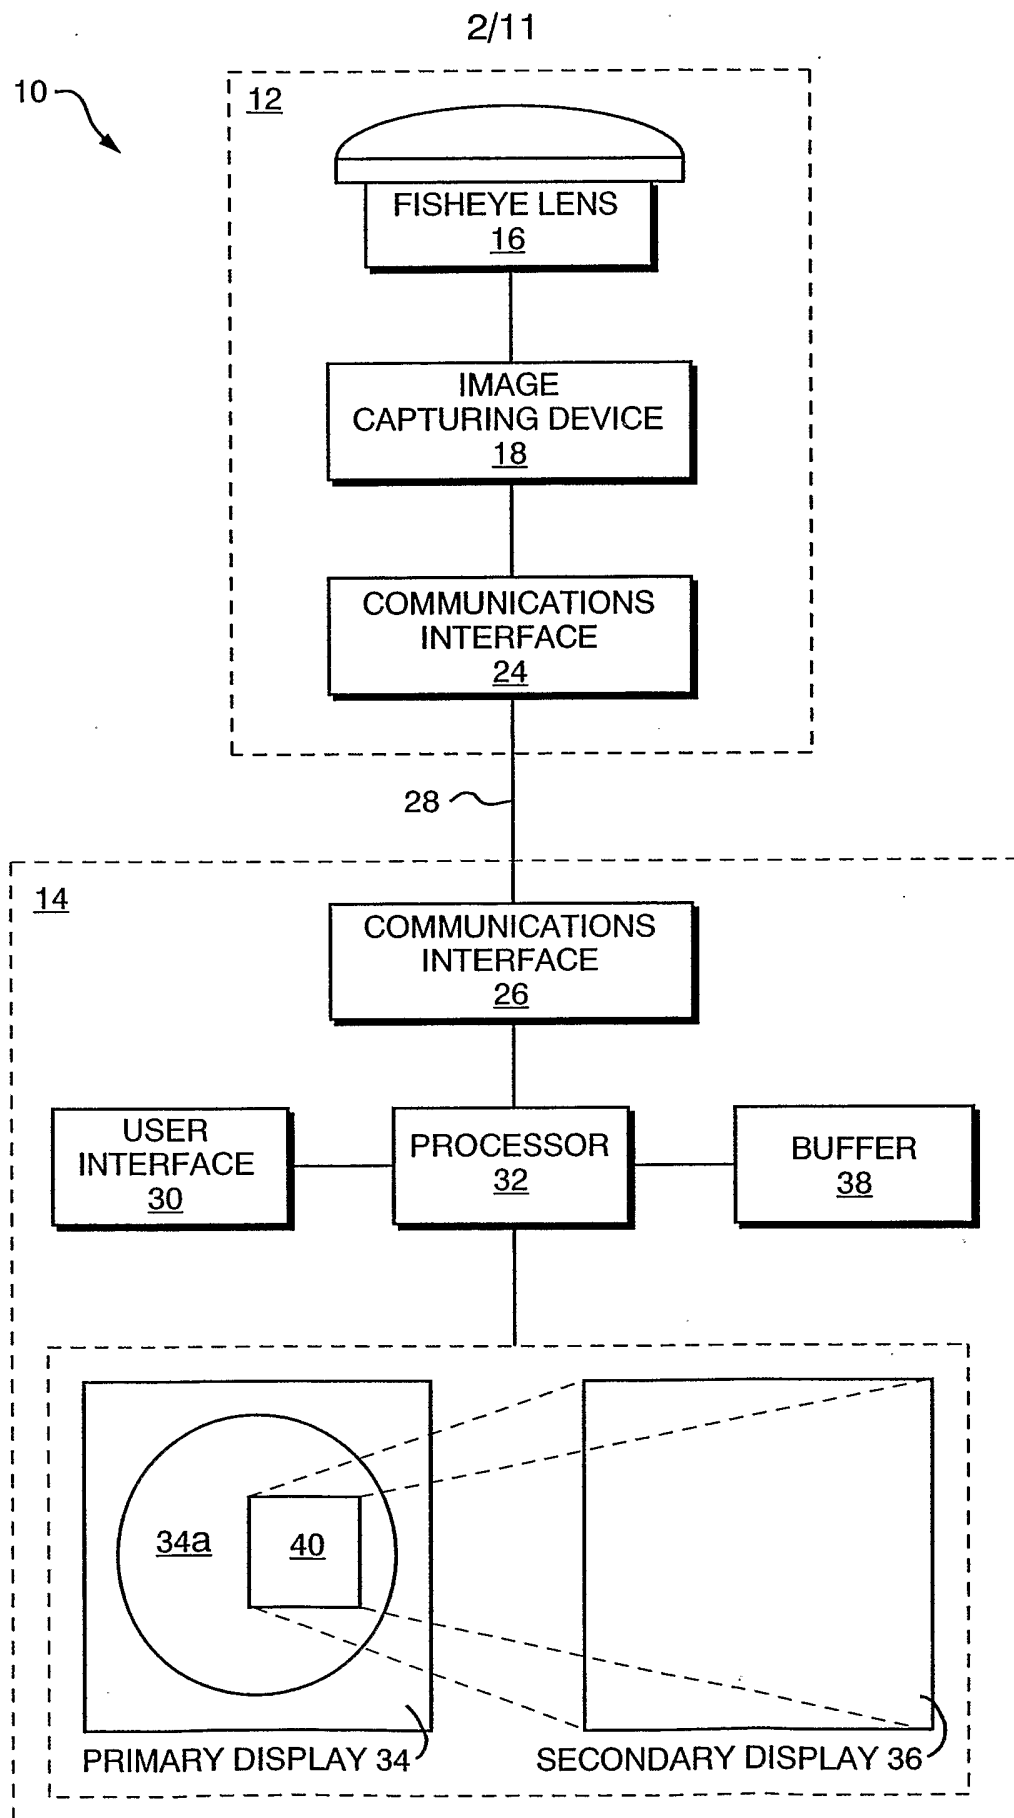 2/11
10
12
FISHEYE LENS
16
IMAGE
CAPTURING DEVICE
18
COMMUNICATIONS
INTERFACE
24
28
14
COMMUNICATIONS
INTERFACE
26
USER
INTERFACE
30
PROCESSOR
32
BUFFER
38
34a
40
PRIMARY DISPLAY 34
SECONDARY DISPLAY 36